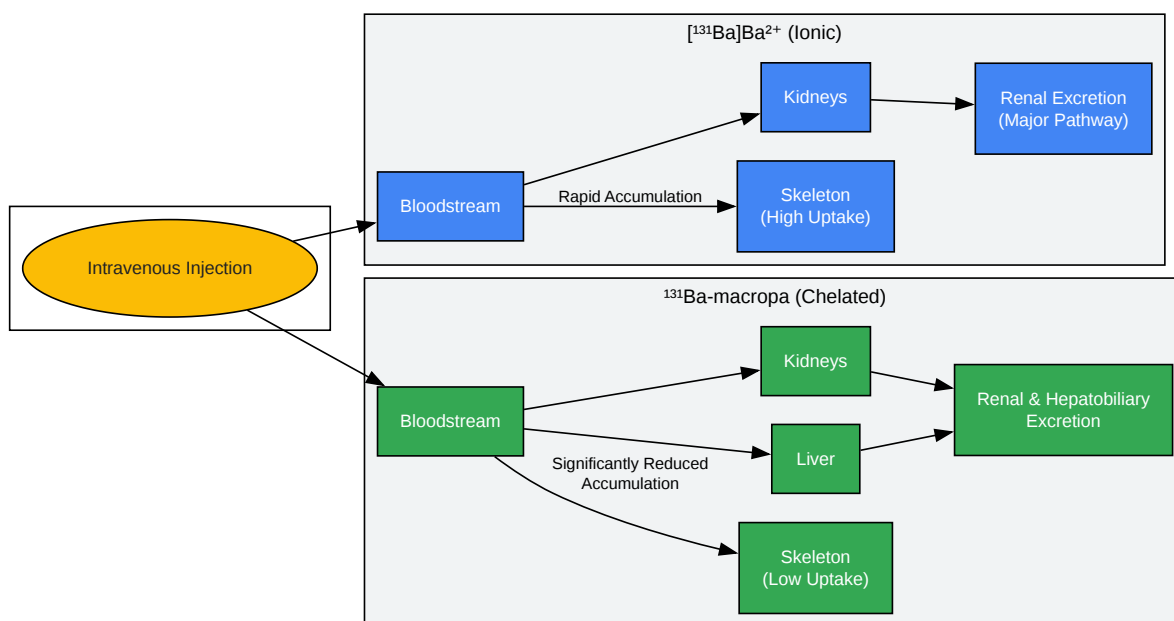 [¹³¹Ba]Ba²⁺ (Ionic)
Kidneys
Renal Excretion
(Major Pathway)
Bloodstream
Rapid Accumulation
Skeleton
(High Uptake)
Intravenous Injection
¹³¹Ba-macropa (Chelated)
Kidneys
Renal & Hepatobiliary
Excretion
Bloodstream
Liver
Significantly Reduced
Accumulation
Skeleton
(Low Uptake)